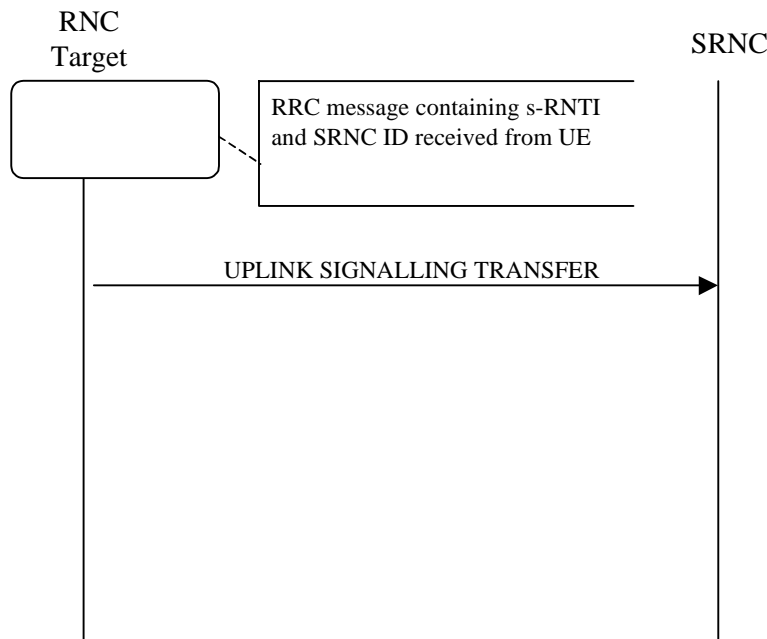 RNC
Target
SRNC
RRC message containing s-RNTI
and SRNC ID received from UE
UPLINK SIGNALLING TRANSFER